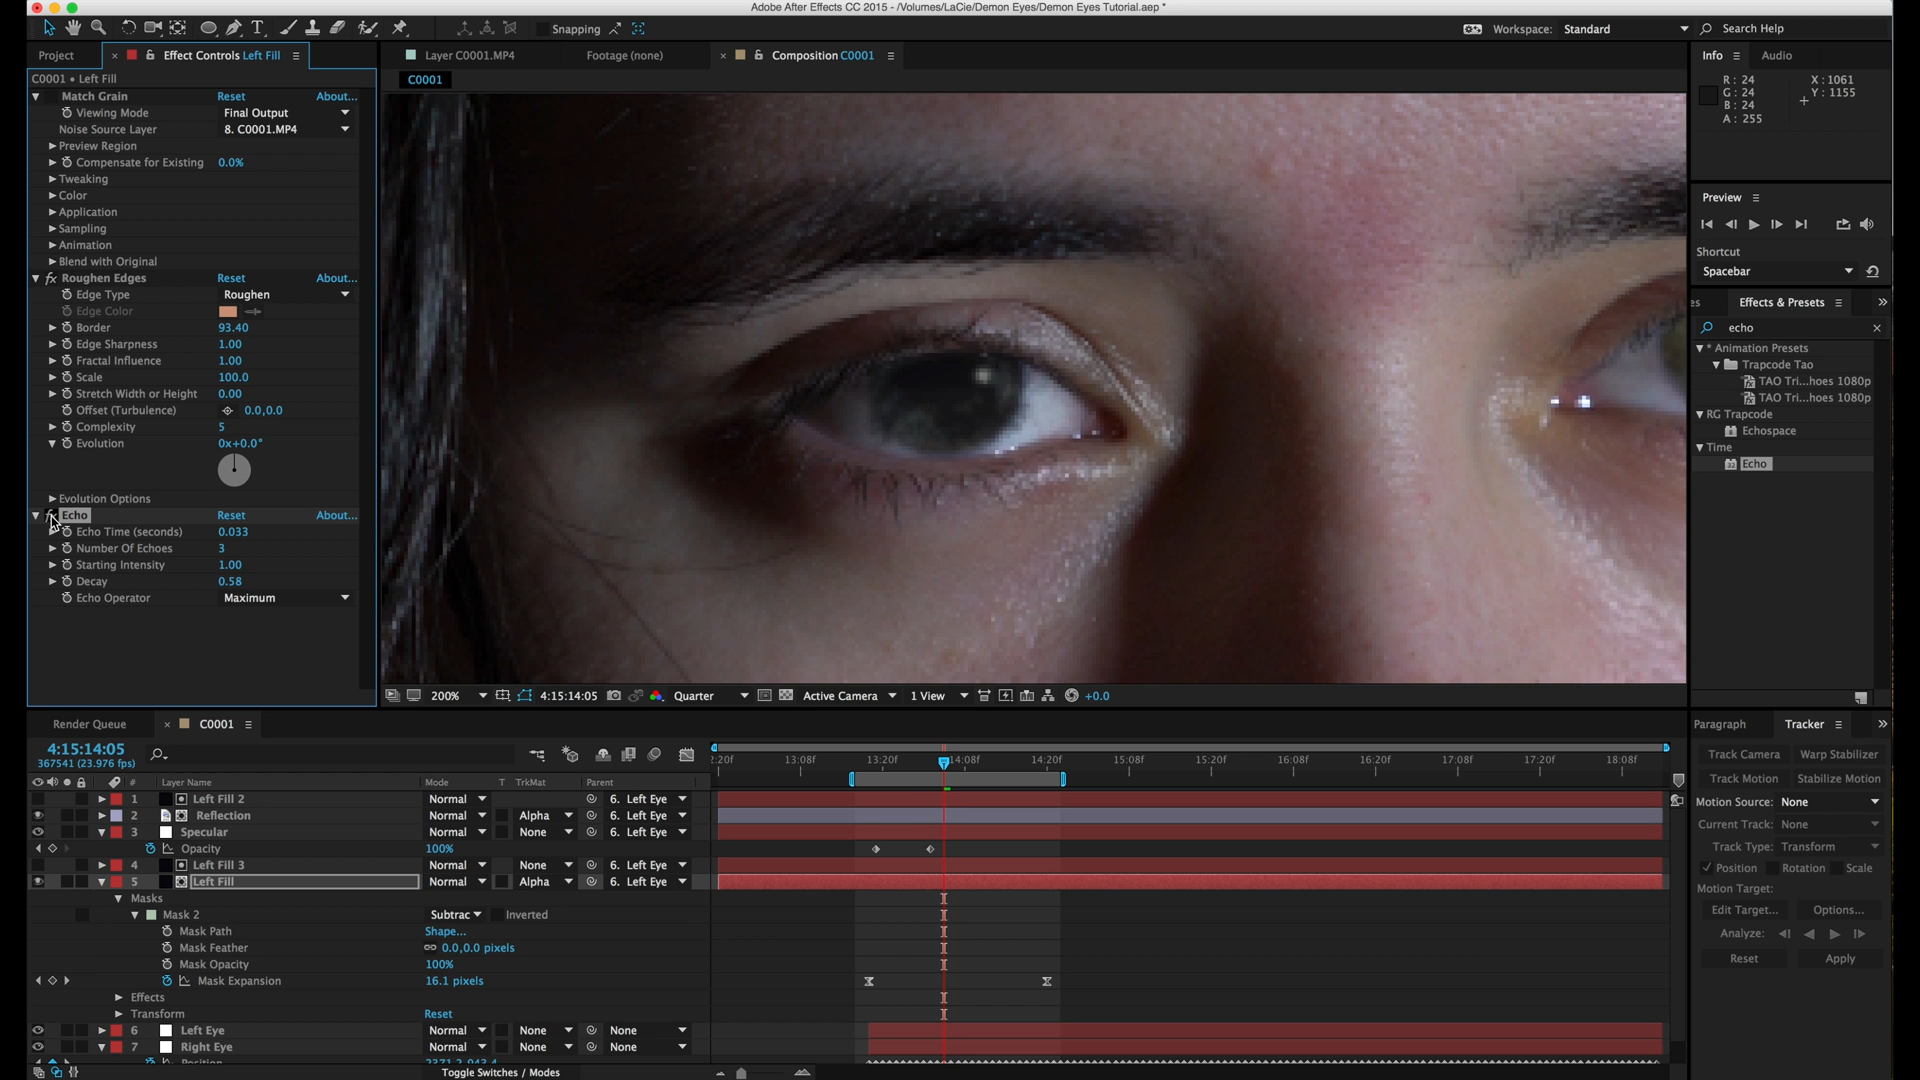 Adobe After Effects CC 2015 - /Volumes/LaCie/Demon Eyes/Demon Eyes Tutorial.aep *
Snapping
Workspace: Standard
Search Help
Project
Effect Controls Left Fill
Layer C0001.MP4
Footage (none)
Composition C0001
Info
Audio
C0001 • Left Fill
C0001
R: 24
G: 24
B: 24
A: 255
X: 1061
Y: 1155
Match Grain Reset About...
Viewing Mode Final Output
Noise Source Layer 8. C0001.MP4
Preview Region
Compensate for Existing 0.0%
Tweaking
Color
Application
Sampling
Animation
Blend with Original
Roughen Edges Reset About...
Edge Type Roughen
Edge Color
Border 93.40
Edge Sharpness 1.00
Fractal Influence 1.00
Scale 100.0
Stretch Width or Height 0.00
Offset (Turbulence) 0.0,0.0
Complexity 5
Evolution 0x+0.0°
Evolution Options
Echo Reset About...
Echo Time (seconds) 0.033
Number Of Echoes 3
Starting Intensity 1.00
Decay 0.58
Echo Operator Maximum
Preview
Shortcut
Spacebar
es
Effects & Presets
echo
* Animation Presets
Trapcode Tao
TAO Tri...hoes 1080p
TAO Tri...hoes 1080p
RG Trapcode
Echospace
Time
Echo
200%
4:15:14:05
Quarter
Active Camera
1 View
+0.0
Render Queue
C0001
Paragraph
Tracker
4:15:14:05
367541 (23.976 fps)
:20f 13:08f 13:20f 14:08f 14:20f 15:08f 15:20f 16:08f 16:20f 17:08f 17:20f 18:08f
Track Camera Warp Stabilizer
Track Motion Stabilize Motion
Motion Source: None
Current Track: None
Track Type: Transform
Position Rotation Scale
Motion Target:
Edit Target... Options...
Analyze:
Reset Apply
# Layer Name Mode T TrkMat Parent
1 Left Fill 2 Normal 6. Left Eye
2 Reflection Normal Alpha 6. Left Eye
3 Specular Normal None 6. Left Eye
Opacity 100%
4 Left Fill 3 Normal None 6. Left Eye
5 Left Fill Normal Alpha 6. Left Eye
Masks
Mask 2 Subtrac Inverted
Mask Path Shape...
Mask Feather 0.0,0.0 pixels
Mask Opacity 100%
Mask Expansion 16.1 pixels
Effects
Transform Reset
6 Left Eye Normal None None
7 Right Eye Normal None None
Toggle Switches / Modes